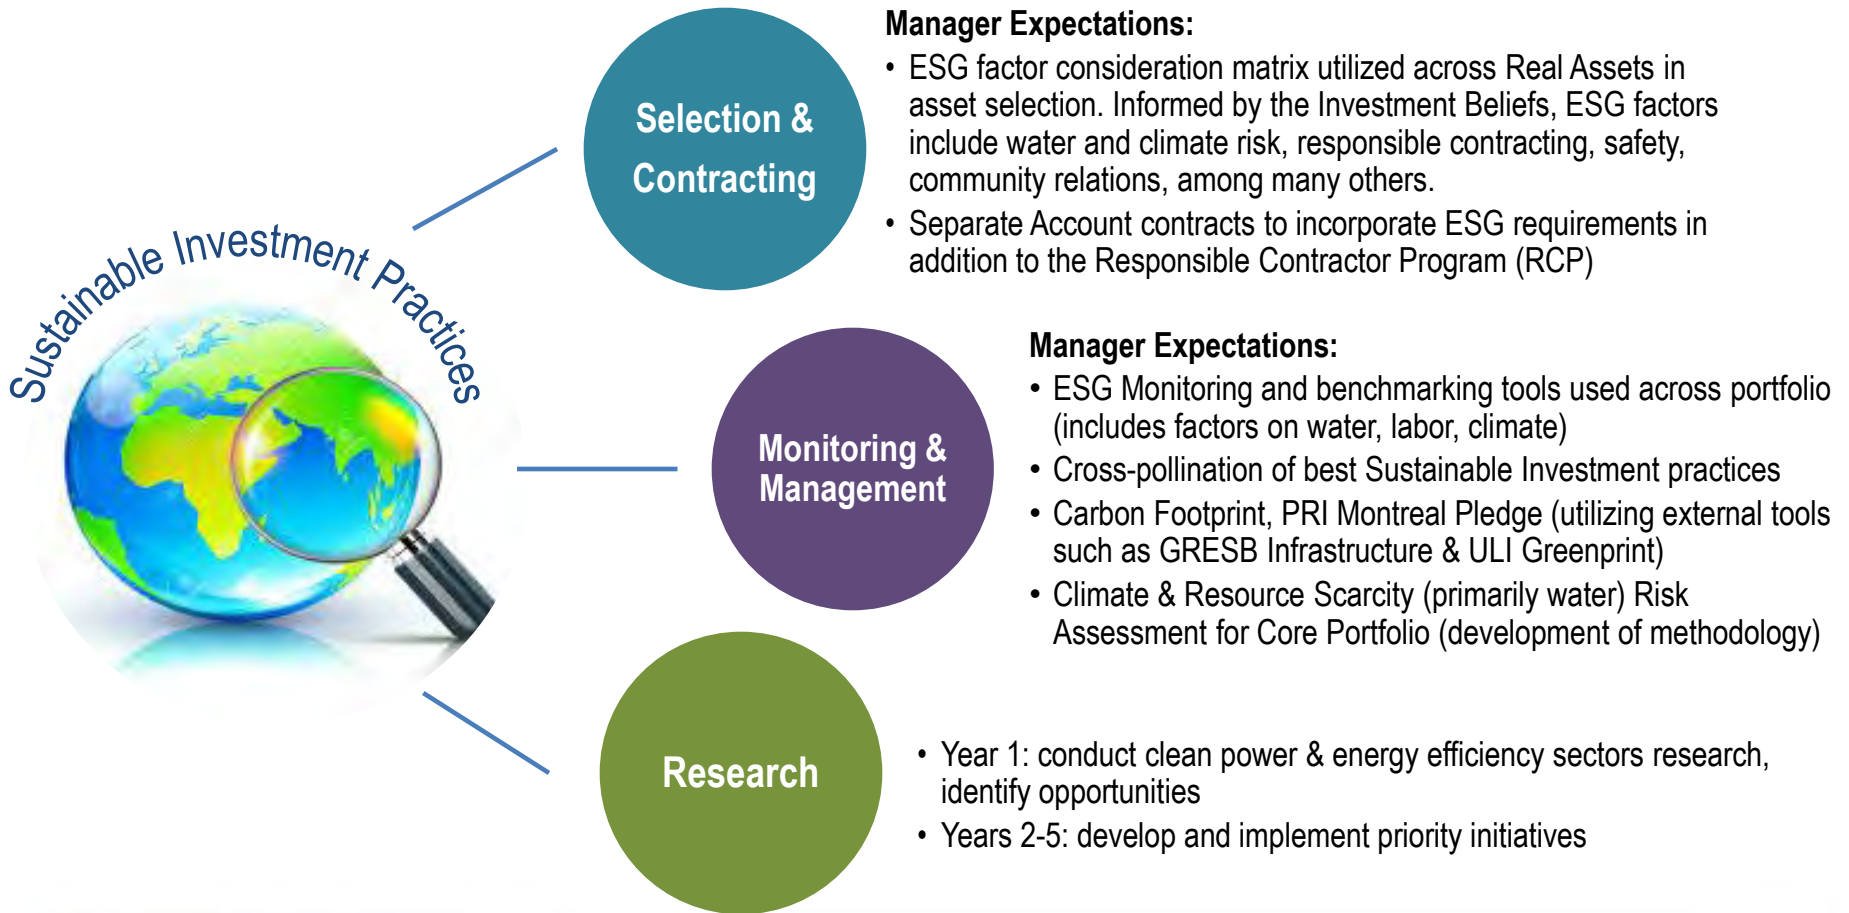 Sustainable Investment Practices
Selection &
Contracting
Manager Expectations:
• ESG factor consideration matrix utilized across Real Assets in
asset selection. Informed by the Investment Beliefs, ESG factors
include water and climate risk, responsible contracting, safety,
community relations, among many others.
• Separate Account contracts to incorporate ESG requirements in
addition to the Responsible Contractor Program (RCP)
Monitoring &
Management
Manager Expectations:
• ESG Monitoring and benchmarking tools used across portfolio
(includes factors on water, labor, climate)
• Cross-pollination of best Sustainable Investment practices
• Carbon Footprint, PRI Montreal Pledge (utilizing external tools
such as GRESB Infrastructure & ULI Greenprint)
• Climate & Resource Scarcity (primarily water) Risk
Assessment for Core Portfolio (development of methodology)
Research
• Year 1: conduct clean power & energy efficiency sectors research,
identify opportunities
• Years 2-5: develop and implement priority initiatives